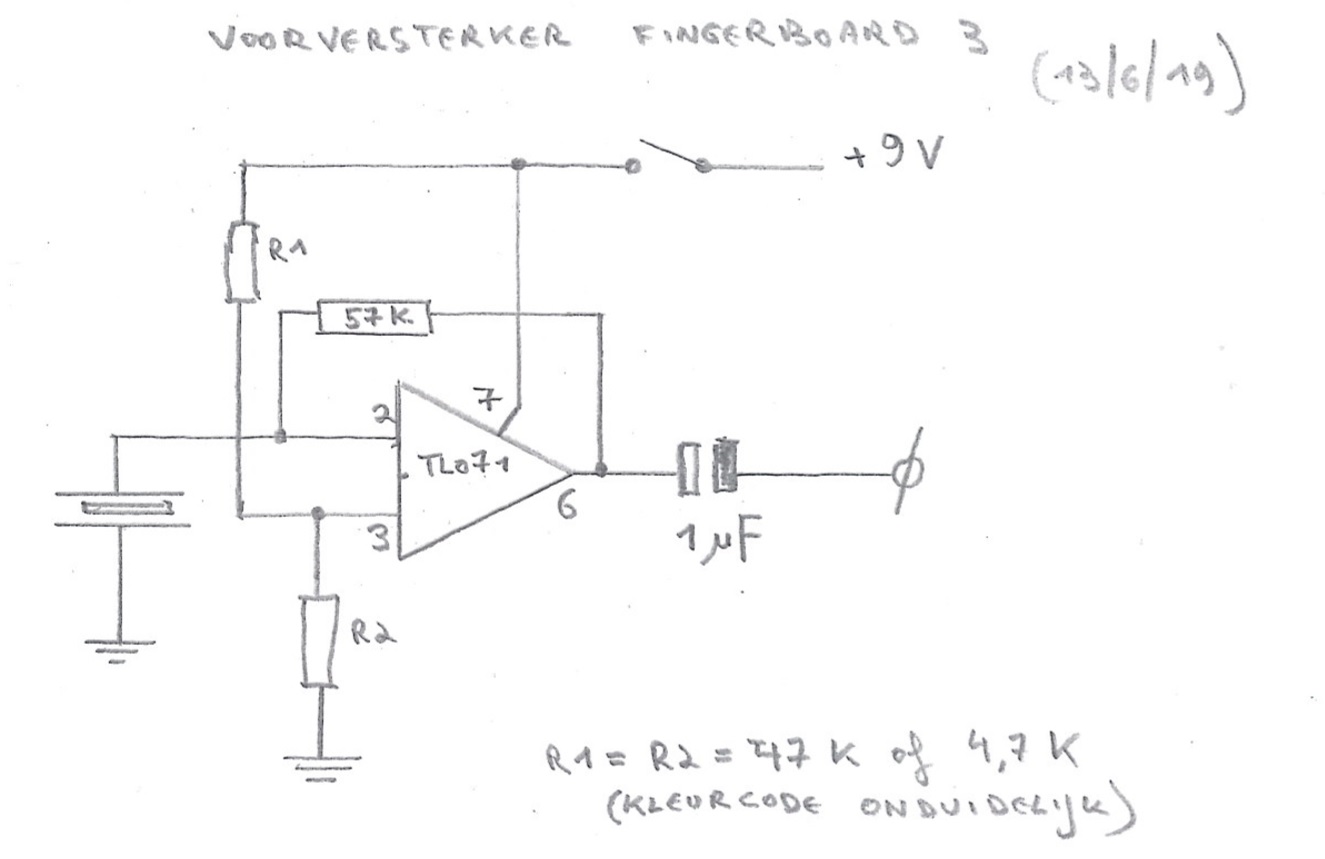 VOORVERSTERKER FINGERBOARD 3
(13/6/19)
+9V
R1
57K.
2
7
TL071
6
3
1µF
R2
R1 = R2 = 47 K of 4,7 K
(KLEURCODE ONDUIDELIJK)